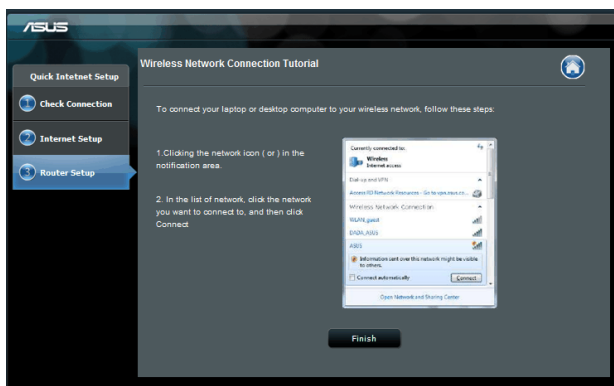 ASUS
Quick Intetnet Setup
1 Check Connection
2 Internet Setup
3 Router Setup
Wireless Network Connection Tutorial
To connect your laptop or desktop computer to your wireless network, follow these steps:
1.Clicking the network icon ( or ) in the
notification area.
2. In the list of network, click the network
you want to connect to, and then click
Connect
Currently connected to:
Wireless
Internet access
Dial-up and VPN
Wireless Network Connection
WLAN_guest
DADA_ASUS
ASUS
Information sent over this network might be visible
to others.
Connect automatically
Connect
Open Network and Sharing Center
Finish